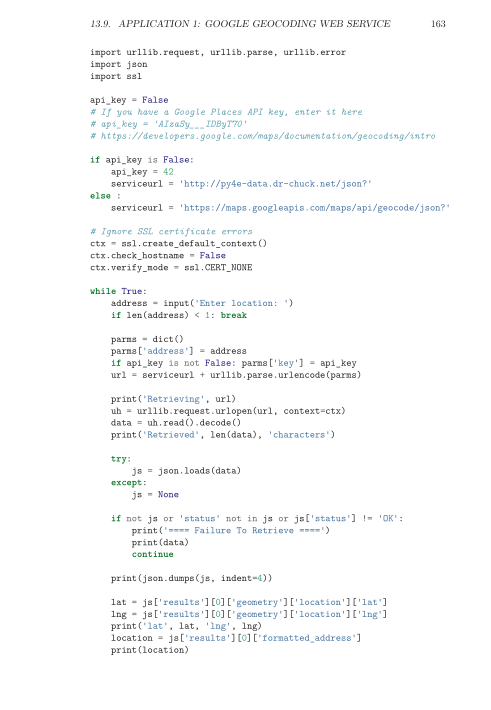 13.9. APPLICATION 1: GOOGLE GEOCODING WEB SERVICE 163
import urllib.request, urllib.parse, urllib.error
import json
import ssl
api_key = False
# If you have a Google Places API key, enter it here
# api_key = 'AIzaSy___IDByT70'
# https://developers.google.com/maps/documentation/geocoding/intro
if api_key is False:
    api_key = 42
    serviceurl = 'http://py4e-data.dr-chuck.net/json?'
else :
    serviceurl = 'https://maps.googleapis.com/maps/api/geocode/json?'
# Ignore SSL certificate errors
ctx = ssl.create_default_context()
ctx.check_hostname = False
ctx.verify_mode = ssl.CERT_NONE
while True:
    address = input('Enter location: ')
    if len(address) < 1: break
    parms = dict()
    parms['address'] = address
    if api_key is not False: parms['key'] = api_key
    url = serviceurl + urllib.parse.urlencode(parms)
    print('Retrieving', url)
    uh = urllib.request.urlopen(url, context=ctx)
    data = uh.read().decode()
    print('Retrieved', len(data), 'characters')
    try:
        js = json.loads(data)
    except:
        js = None
    if not js or 'status' not in js or js['status'] != 'OK':
        print('==== Failure To Retrieve ====')
        print(data)
        continue
    print(json.dumps(js, indent=4))
    lat = js['results'][0]['geometry']['location']['lat']
    lng = js['results'][0]['geometry']['location']['lng']
    print('lat', lat, 'lng', lng)
    location = js['results'][0]['formatted_address']
    print(location)